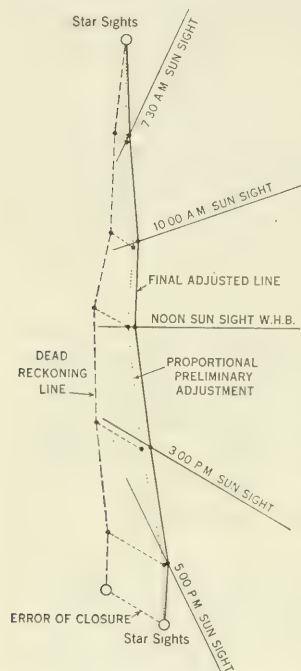 Star Sights
7:30 A.M. SUN SIGHT
10:00 A.M. SUN SIGHT
FINAL ADJUSTED LINE
NOON SUN SIGHT W.H.B.
DEAD
RECKONING
LINE
PROPORTIONAL
PRELIMINARY
ADJUSTMENT
3:00 P.M. SUN SIGHT
5:00 P.M. SUN SIGHT
ERROR OF CLOSURE
Star Sights